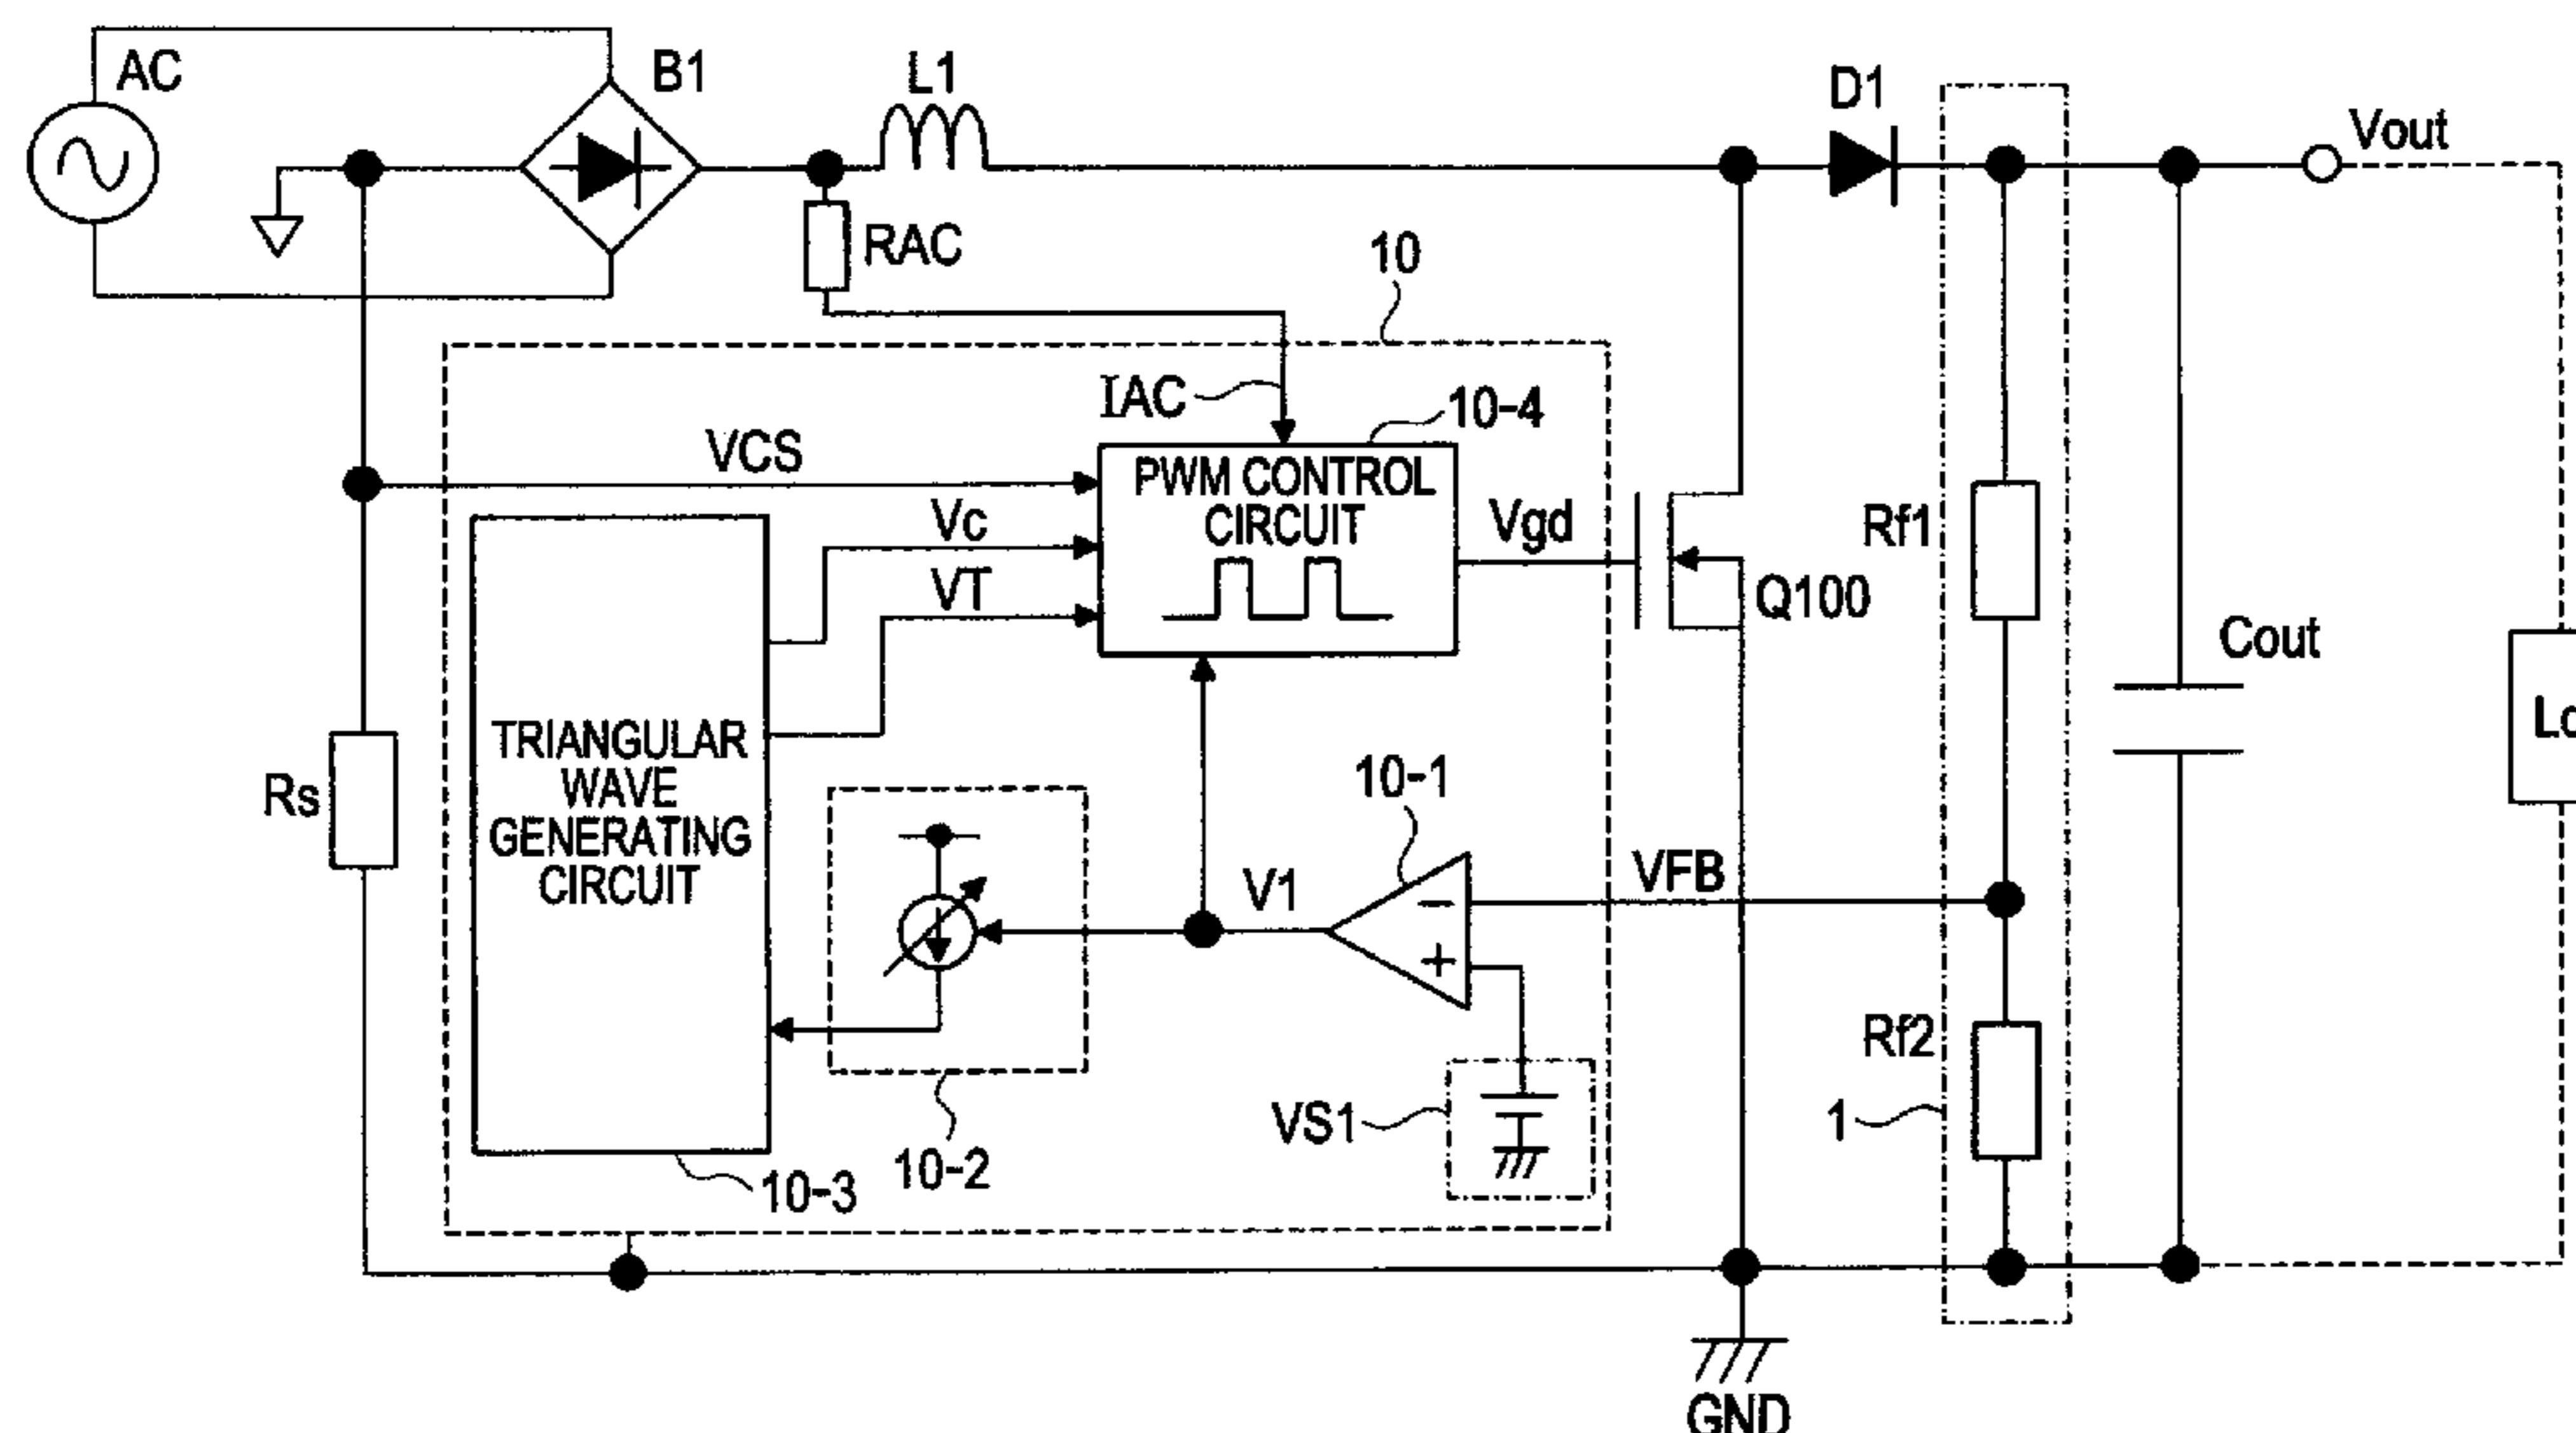 AC
B1
L1
D1
Vout
RAC
10
IAC
10-4
VCS
PWM CONTROL
CIRCUIT
Vc
Vgd
Rf1
VT
Q100
Cout
TRIANGULAR
WAVE
GENERATING
CIRCUIT
Rs
10-1
V1
VFB
−
+
Rf2
VS1
1
10-2
10-3
GND